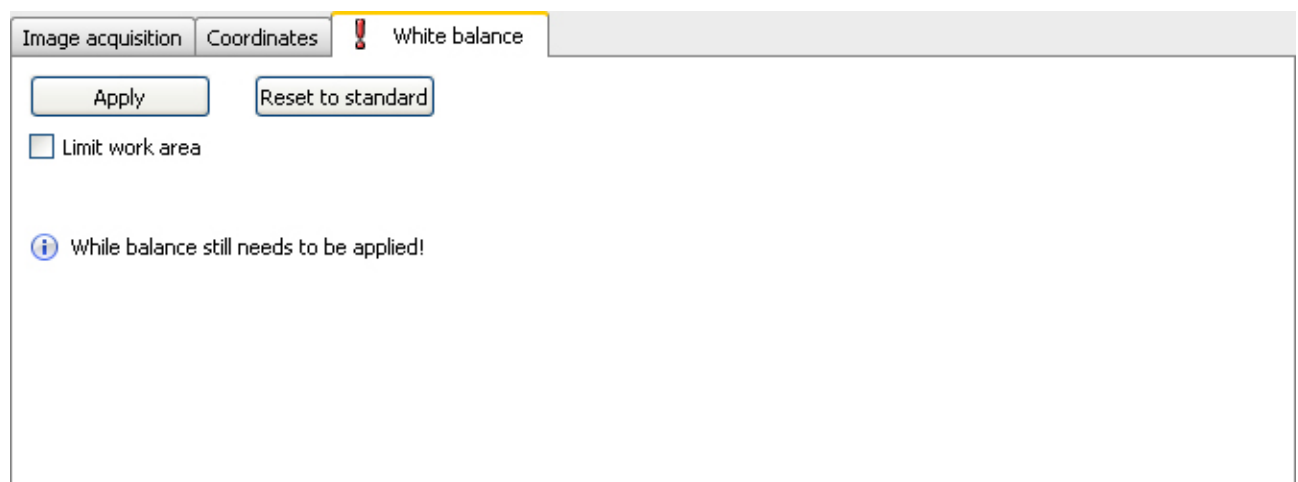 Image acquisition Coordinates White balance
Apply Reset to standard
Limit work area
While balance still needs to be applied!